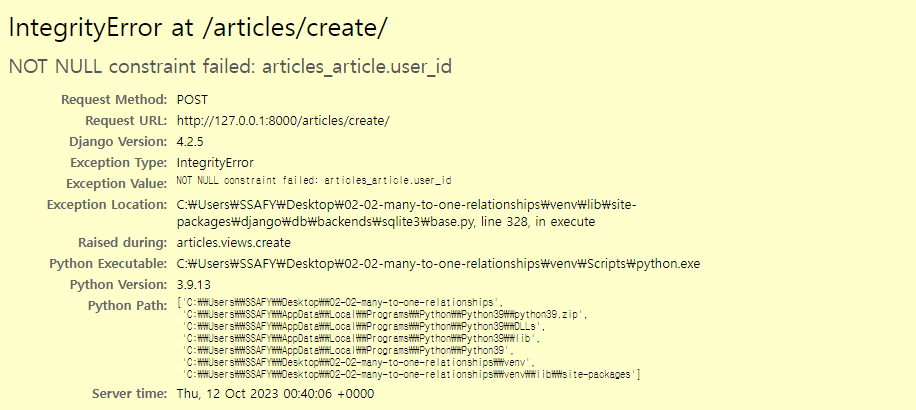 IntegrityError at /articles/create/
NOT NULL constraint failed: articles_article.user_id
Request Method: POST
Request URL: http://127.0.0.1:8000/articles/create/
Django Version: 4.2.5
Exception Type: IntegrityError
Exception Value: NOT NULL constraint failed: articles_article.user_id
Exception Location: C:₩Users₩SSAFY₩Desktop₩02-02-many-to-one-relationships₩venv₩lib₩site-
packages₩django₩db₩backends₩sqlite3₩base.py, line 328, in execute
Raised during: articles.views.create
Python Executable: C:₩Users₩SSAFY₩Desktop₩02-02-many-to-one-relationships₩venv₩Scripts₩python.exe
Python Version: 3.9.13
Python Path: ['C:₩₩Users₩₩SSAFY₩₩Desktop₩₩02-02-many-to-one-relationships',
'C:₩₩Users₩₩SSAFY₩₩AppData₩₩Local₩₩Programs₩₩Python₩₩Python39₩₩python39.zip',
'C:₩₩Users₩₩SSAFY₩₩AppData₩₩Local₩₩Programs₩₩Python₩₩Python39₩₩DLLs',
'C:₩₩Users₩₩SSAFY₩₩AppData₩₩Local₩₩Programs₩₩Python₩₩Python39₩₩lib',
'C:₩₩Users₩₩SSAFY₩₩AppData₩₩Local₩₩Programs₩₩Python₩₩Python39',
'C:₩₩Users₩₩SSAFY₩₩Desktop₩₩02-02-many-to-one-relationships₩₩venv',
'C:₩₩Users₩₩SSAFY₩₩Desktop₩₩02-02-many-to-one-relationships₩₩venv₩₩lib₩₩site-packages']
Server time: Thu, 12 Oct 2023 00:40:06 +0000